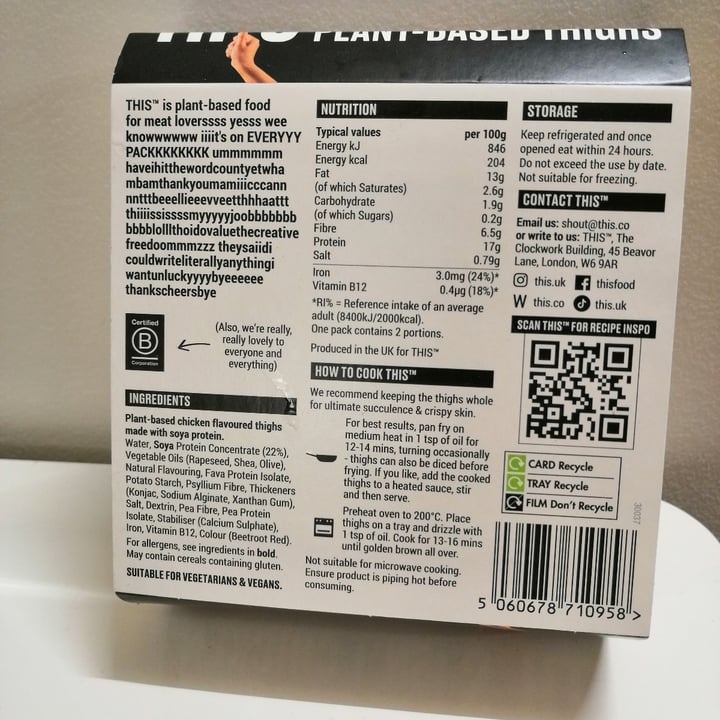 PLANT-BASED THIGHS
THIS™ is plant-based food
for meat loverssss yesss wee
knowwwwww iiiit's on EVERYYY
PACKKKKKKKK ummmmmm
haveihitthewordcountyetwha
mbamthankyoumamiiicccann
nntttbeeellieeevveetthhhaattt
thiiiississssmyyyyyjoobbbbbbb
bbbblolllthoidovaluethecreative
freedoommmzzz theysaiidi
couldwriteliterallyanythingi
wantunluckyyyybyeeeeee
thankscheersbye
Certified
B
Corporation
(Also, we're really,
really lovely to
everyone and
everything)
INGREDIENTS
Plant-based chicken flavoured thighs
made with soya protein.
Water, Soya Protein Concentrate (22%),
Vegetable Oils (Rapeseed, Shea, Olive),
Natural Flavouring, Fava Protein Isolate,
Potato Starch, Psyllium Fibre, Thickeners
(Konjac, Sodium Alginate, Xanthan Gum),
Salt, Dextrin, Pea Fibre, Pea Protein
Isolate, Stabiliser (Calcium Sulphate),
Iron, Vitamin B12, Colour (Beetroot Red).
For allergens, see ingredients in bold.
May contain cereals containing gluten.
SUITABLE FOR VEGETARIANS & VEGANS.
NUTRITION
Typical values per 100g
Energy kJ 846
Energy kcal 204
Fat 13g
(of which Saturates) 2.6g
Carbohydrate 1.9g
(of which Sugars) 0.2g
Fibre 6.5g
Protein 17g
Salt 0.79g
Iron 3.0mg (24%)*
Vitamin B12 0.4µg (18%)*
*RI% = Reference intake of an average
adult (8400kJ/2000kcal).
One pack contains 2 portions.
Produced in the UK for THIS™
HOW TO COOK THIS™
We recommend keeping the thighs whole
for ultimate succulence & crispy skin.
For best results, pan fry on
medium heat in 1 tsp of oil for
12-14 mins, turning occasionally
- thighs can also be diced before
frying. If you like, add the cooked
thighs to a heated sauce, stir
and then serve.
Preheat oven to 200°C. Place
thighs on a tray and drizzle with
1 tsp of oil. Cook for 13-16 mins
until golden brown all over.
Not suitable for microwave cooking.
Ensure product is piping hot before
consuming.
STORAGE
Keep refrigerated and once
opened eat within 24 hours.
Do not exceed the use by date.
Not suitable for freezing.
CONTACT THIS™
Email us: shout@this.co
or write to us: THIS™, The
Clockwork Building, 45 Beavor
Lane, London, W6 9AR
this.uk thisfood
W this.co this.uk
SCAN THIS™ FOR RECIPE INSPO
CARD Recycle
TRAY Recycle
FILM Don't Recycle
30037
5 060678 710958 >